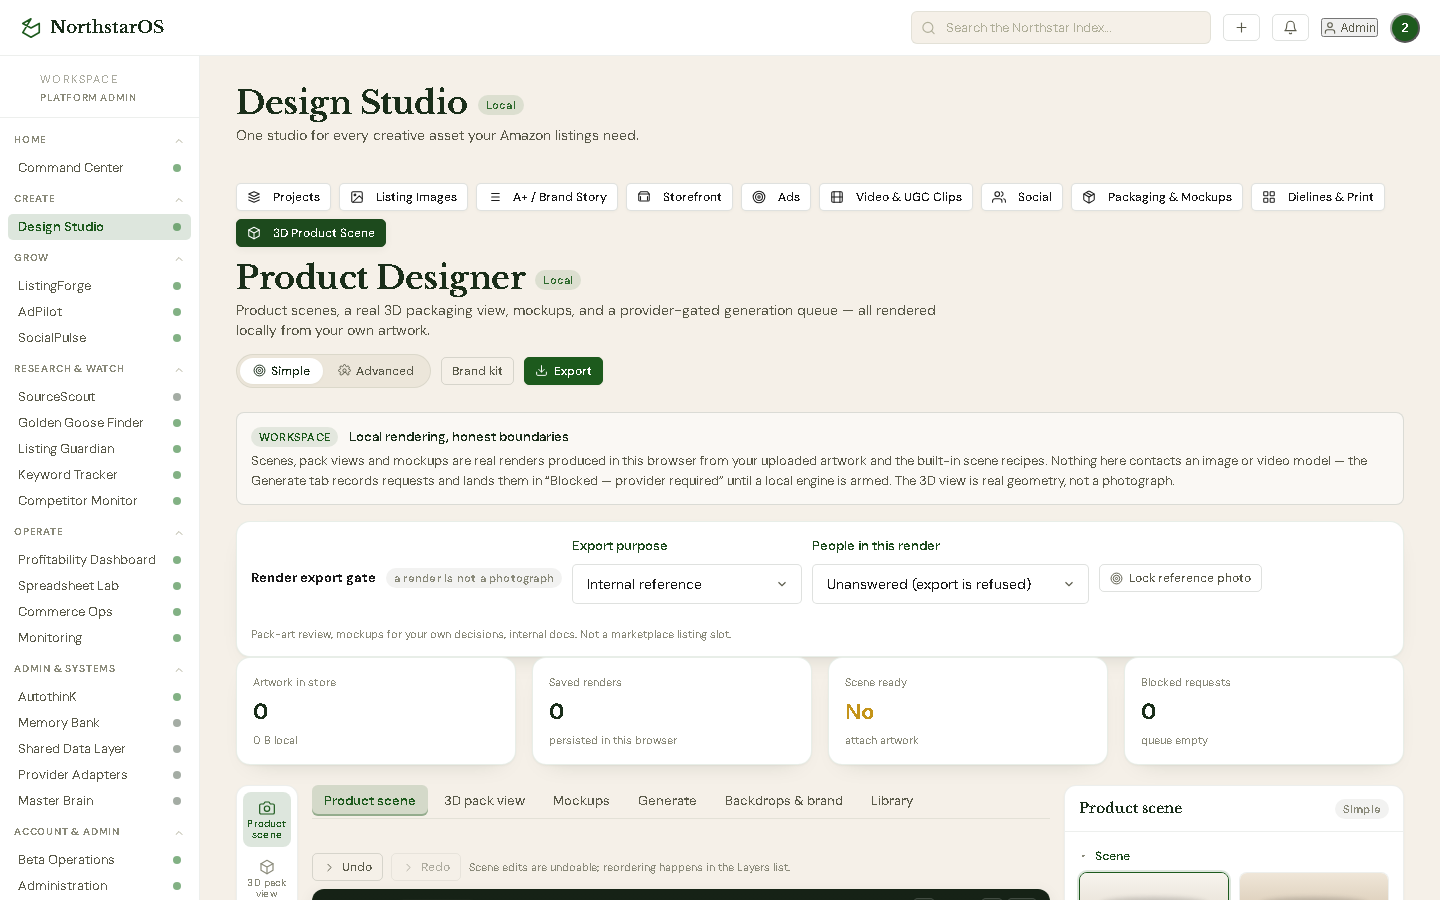 NorthstarOS
Search the Northstar Index...
Admin
2
WORKSPACE
PLATFORM ADMIN
HOME
Command Center
CREATE
Design Studio
GROW
ListingForge
AdPilot
SocialPulse
RESEARCH & WATCH
SourceScout
Golden Goose Finder
Listing Guardian
Keyword Tracker
Competitor Monitor
OPERATE
Profitability Dashboard
Spreadsheet Lab
Commerce Ops
Monitoring
ADMIN & SYSTEMS
AutothinK
Memory Bank
Shared Data Layer
Provider Adapters
Master Brain
ACCOUNT & ADMIN
Beta Operations
Administration
Design Studio Local
One studio for every creative asset your Amazon listings need.
Projects Listing Images A+ / Brand Story Storefront Ads Video & UGC Clips Social Packaging & Mockups Dielines & Print
3D Product Scene
Product Designer Local
Product scenes, a real 3D packaging view, mockups, and a provider-gated generation queue — all rendered
locally from your own artwork.
Simple Advanced Brand kit Export
WORKSPACE Local rendering, honest boundaries
Scenes, pack views and mockups are real renders produced in this browser from your uploaded artwork and the built-in scene recipes. Nothing here contacts an image or video model — the
Generate tab records requests and lands them in “Blocked — provider required” until a local engine is armed. The 3D view is real geometry, not a photograph.
Export purpose People in this render
Render export gate a render is not a photograph Internal reference Unanswered (export is refused) Lock reference photo
Pack-art review, mockups for your own decisions, internal docs. Not a marketplace listing slot.
Artwork in store
0
0 B local
Saved renders
0
persisted in this browser
Scene ready
No
attach artwork
Blocked requests
0
queue empty
Product
scene
3D pack
view
Product scene 3D pack view Mockups Generate Backdrops & brand Library
Undo Redo Scene edits are undoable; reordering happens in the Layers list.
Product scene Simple
Scene